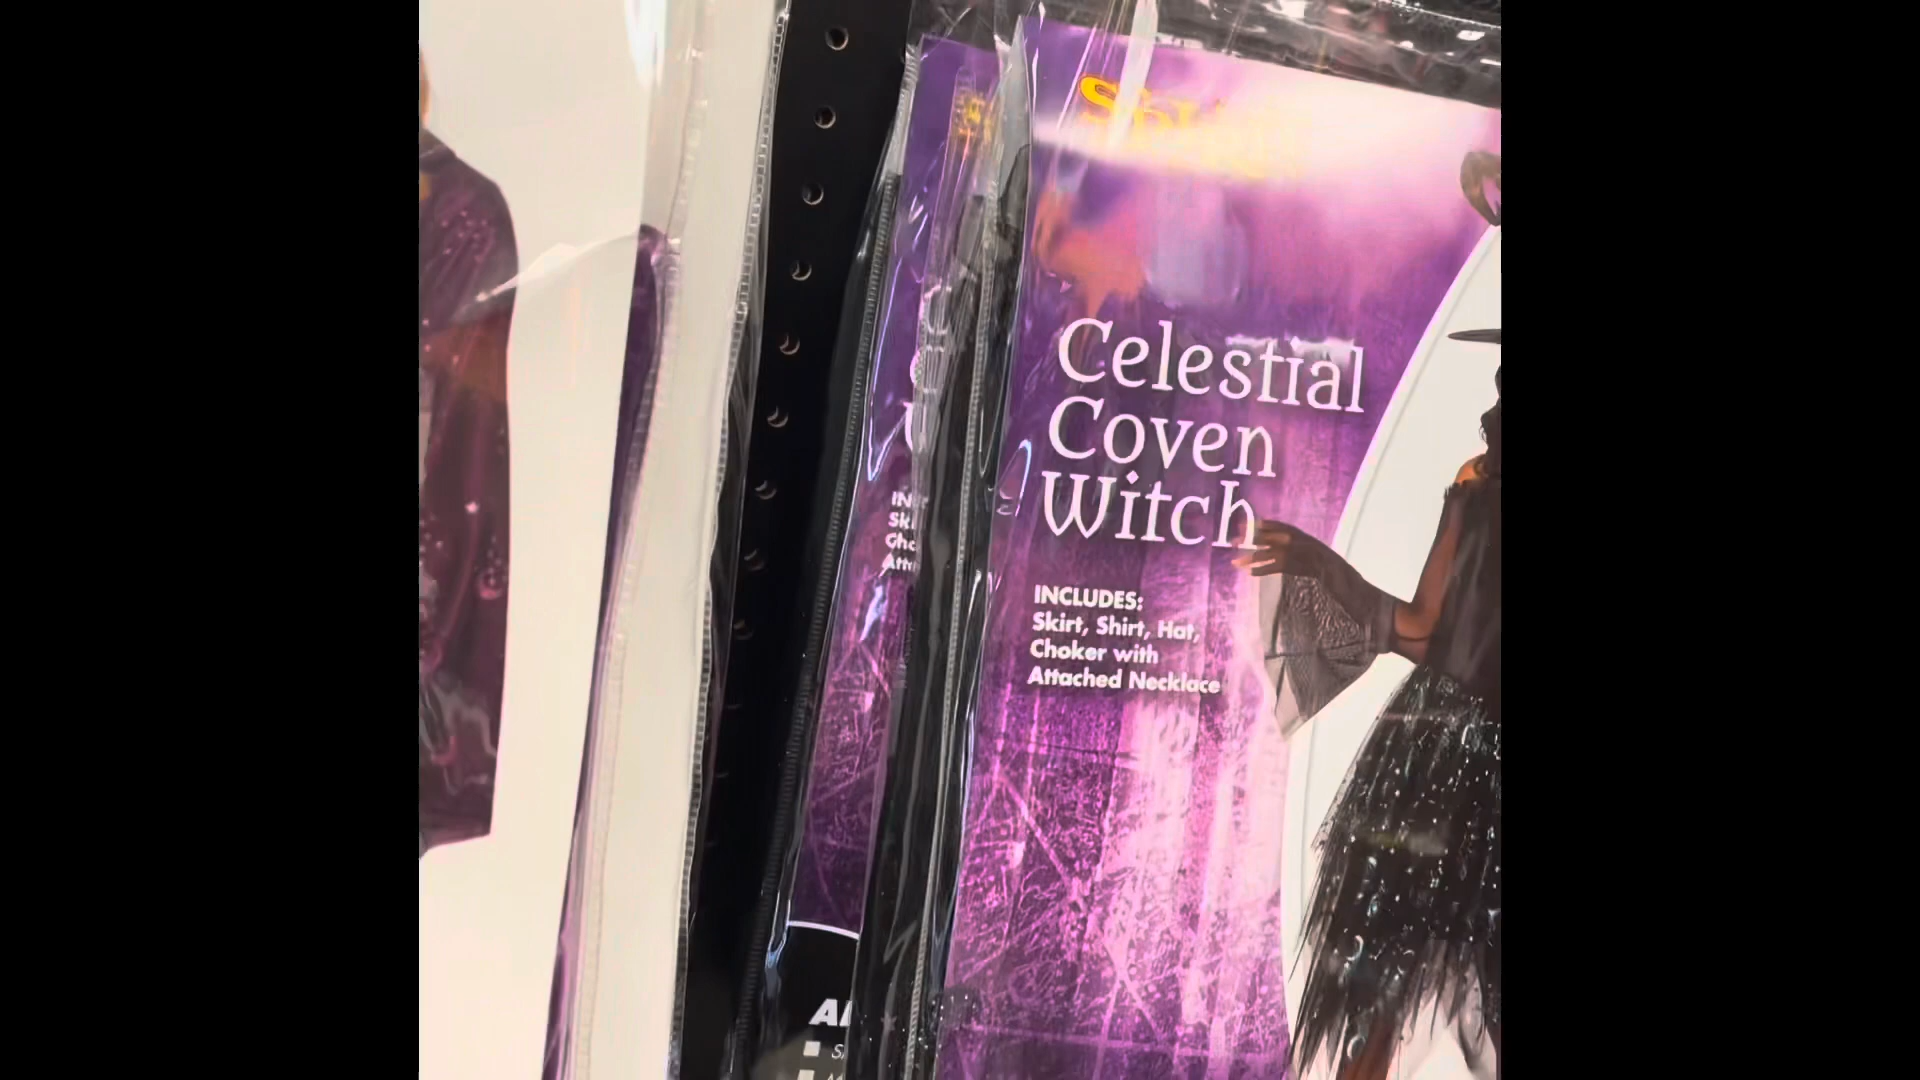 Celestial
Coven
Witch
INCLUDES:
Skirt, Shirt, Hat,
Choker with
Attached Necklace